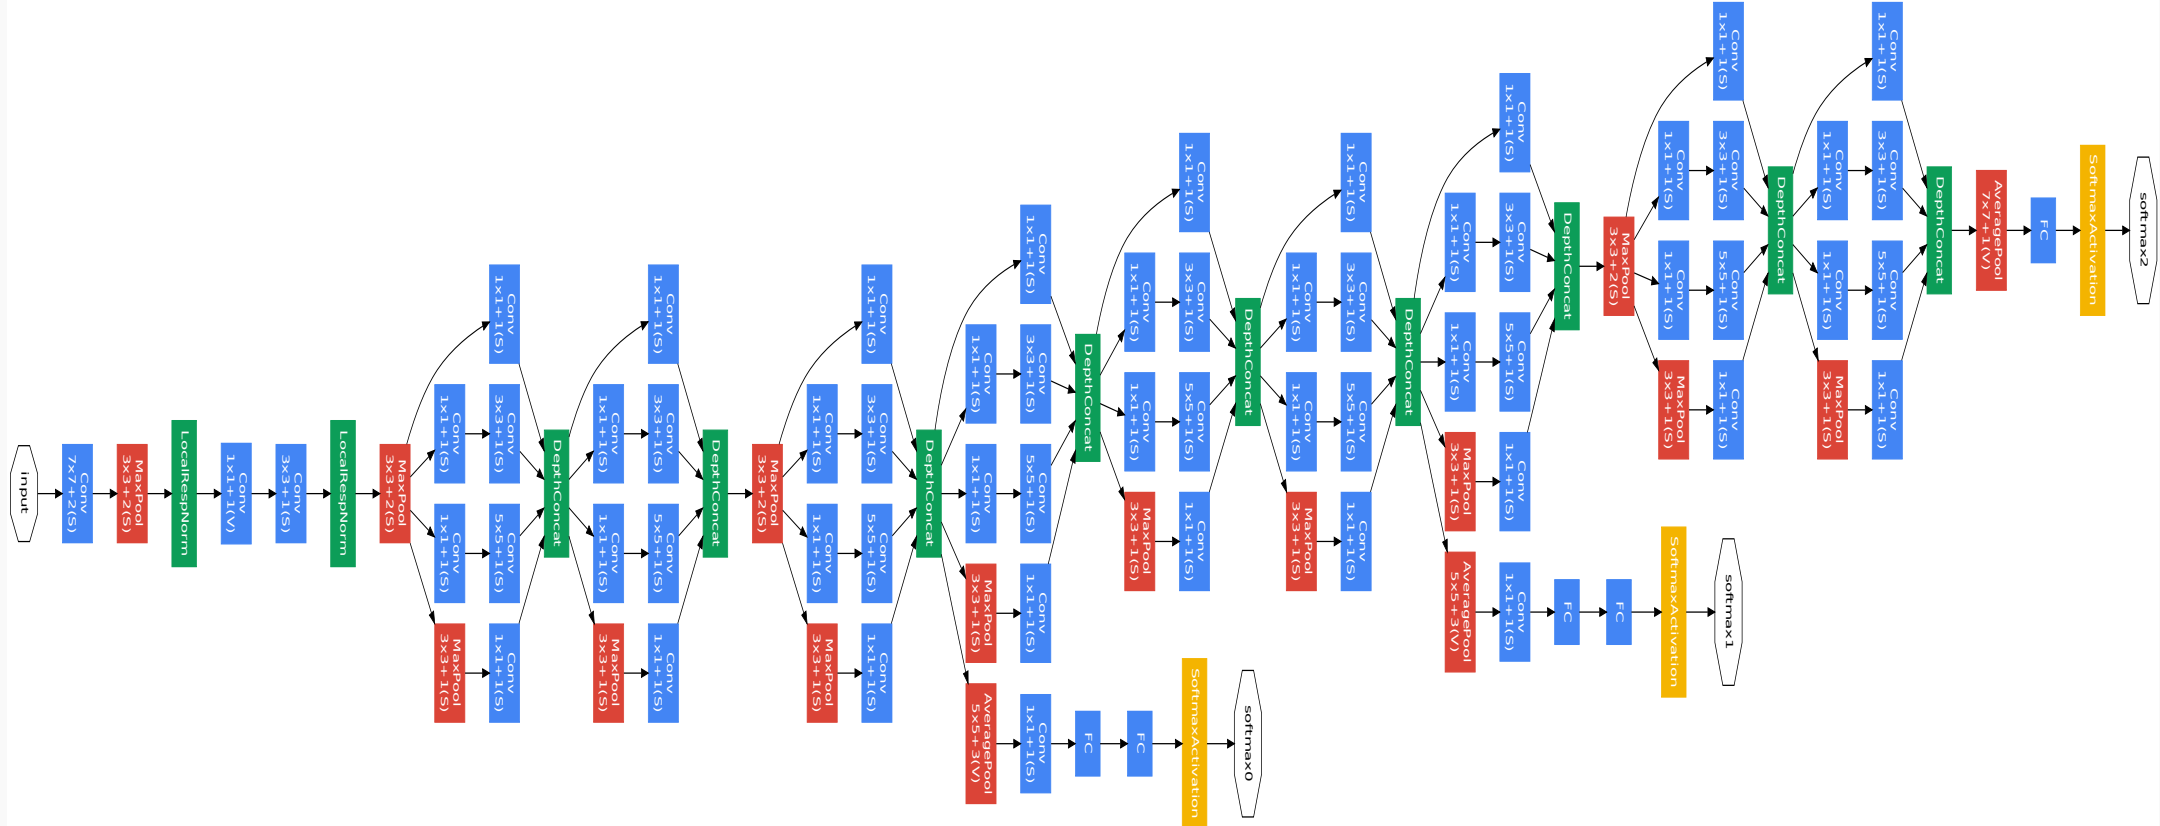 input
Conv
7x7+2(S)
MaxPool
3x3+2(S)
LocalRespNorm
Conv
1x1+1(V)
Conv
3x3+1(S)
LocalRespNorm
MaxPool
3x3+2(S)
Conv
1x1+1(S)
Conv
1x1+1(S)
MaxPool
3x3+1(S)
Conv
1x1+1(S)
Conv
3x3+1(S)
Conv
5x5+1(S)
Conv
1x1+1(S)
DepthConcat
Conv
1x1+1(S)
Conv
1x1+1(S)
MaxPool
3x3+1(S)
Conv
1x1+1(S)
Conv
3x3+1(S)
Conv
5x5+1(S)
Conv
1x1+1(S)
DepthConcat
MaxPool
3x3+2(S)
Conv
1x1+1(S)
Conv
1x1+1(S)
MaxPool
3x3+1(S)
Conv
1x1+1(S)
Conv
3x3+1(S)
Conv
5x5+1(S)
Conv
1x1+1(S)
DepthConcat
Conv
1x1+1(S)
Conv
1x1+1(S)
MaxPool
3x3+1(S)
AveragePool
5x5+3(V)
Conv
1x1+1(S)
Conv
3x3+1(S)
Conv
5x5+1(S)
Conv
1x1+1(S)
Conv
1x1+1(S)
DepthConcat
FC
Conv
1x1+1(S)
Conv
1x1+1(S)
MaxPool
3x3+1(S)
FC
Conv
1x1+1(S)
Conv
3x3+1(S)
Conv
5x5+1(S)
Conv
1x1+1(S)
SoftmaxActivation
DepthConcat
softmax0
Conv
1x1+1(S)
Conv
1x1+1(S)
MaxPool
3x3+1(S)
Conv
1x1+1(S)
Conv
3x3+1(S)
Conv
5x5+1(S)
Conv
1x1+1(S)
DepthConcat
Conv
1x1+1(S)
Conv
1x1+1(S)
MaxPool
3x3+1(S)
AveragePool
5x5+3(V)
Conv
1x1+1(S)
Conv
3x3+1(S)
Conv
5x5+1(S)
Conv
1x1+1(S)
Conv
1x1+1(S)
DepthConcat
FC
MaxPool
3x3+2(S)
FC
Conv
1x1+1(S)
Conv
1x1+1(S)
MaxPool
3x3+1(S)
SoftmaxActivation
Conv
1x1+1(S)
Conv
3x3+1(S)
Conv
5x5+1(S)
Conv
1x1+1(S)
softmax1
DepthConcat
Conv
1x1+1(S)
Conv
1x1+1(S)
MaxPool
3x3+1(S)
Conv
1x1+1(S)
Conv
3x3+1(S)
Conv
5x5+1(S)
Conv
1x1+1(S)
DepthConcat
AveragePool
7x7+1(V)
FC
SoftmaxActivation
softmax2